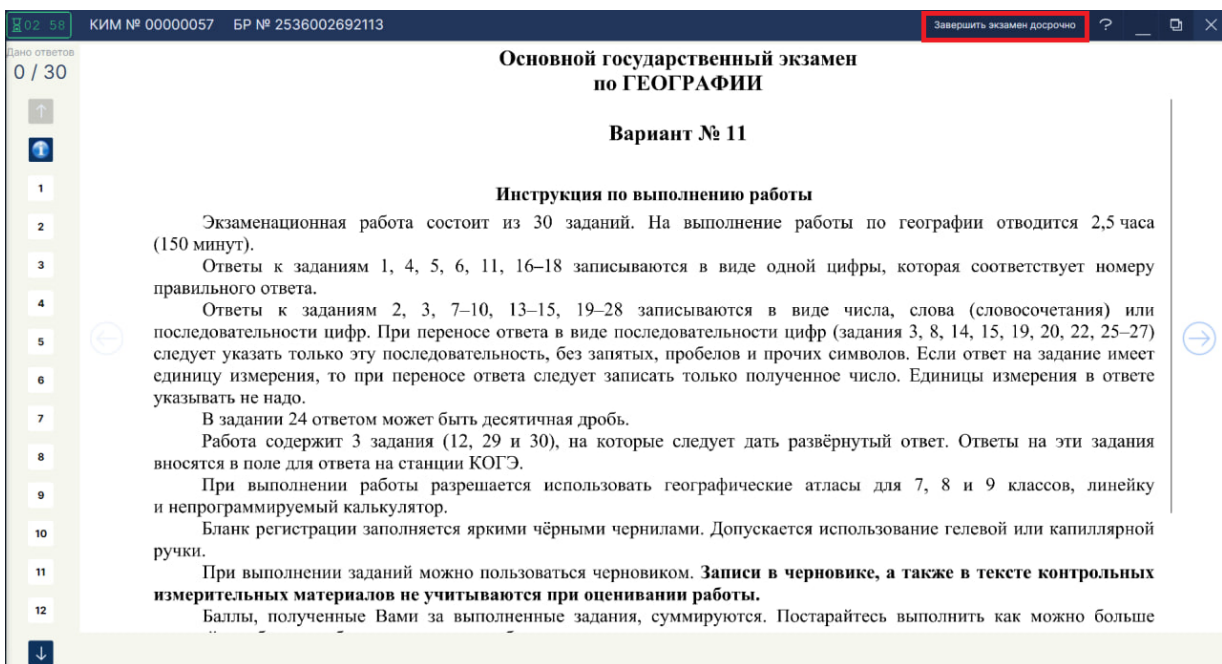 02 58 КИМ № 00000057 БР № 2536002692113 Завершить экзамен досрочно ?
Дано ответов
0 / 30
Основной государственный экзамен
по ГЕОГРАФИИ
Вариант № 11
Инструкция по выполнению работы
Экзаменационная работа состоит из 30 заданий. На выполнение работы по географии отводится 2,5 часа
(150 минут).
Ответы к заданиям 1, 4, 5, 6, 11, 16–18 записываются в виде одной цифры, которая соответствует номеру
правильного ответа.
Ответы к заданиям 2, 3, 7–10, 13–15, 19–28 записываются в виде числа, слова (словосочетания) или
последовательности цифр. При переносе ответа в виде последовательности цифр (задания 3, 8, 14, 15, 19, 20, 22, 25–27)
следует указать только эту последовательность, без запятых, пробелов и прочих символов. Если ответ на задание имеет
единицу измерения, то при переносе ответа следует записать только полученное число. Единицы измерения в ответе
указывать не надо.
В задании 24 ответом может быть десятичная дробь.
Работа содержит 3 задания (12, 29 и 30), на которые следует дать развёрнутый ответ. Ответы на эти задания
вносятся в поле для ответа на станции КОГЭ.
При выполнении работы разрешается использовать географические атласы для 7, 8 и 9 классов, линейку
и непрограммируемый калькулятор.
Бланк регистрации заполняется яркими чёрными чернилами. Допускается использование гелевой или капиллярной
ручки.
При выполнении заданий можно пользоваться черновиком. Записи в черновике, а также в тексте контрольных
измерительных материалов не учитываются при оценивании работы.
Баллы, полученные Вами за выполненные задания, суммируются. Постарайтесь выполнить как можно больше
1
2
3
4
5
6
7
8
9
10
11
12